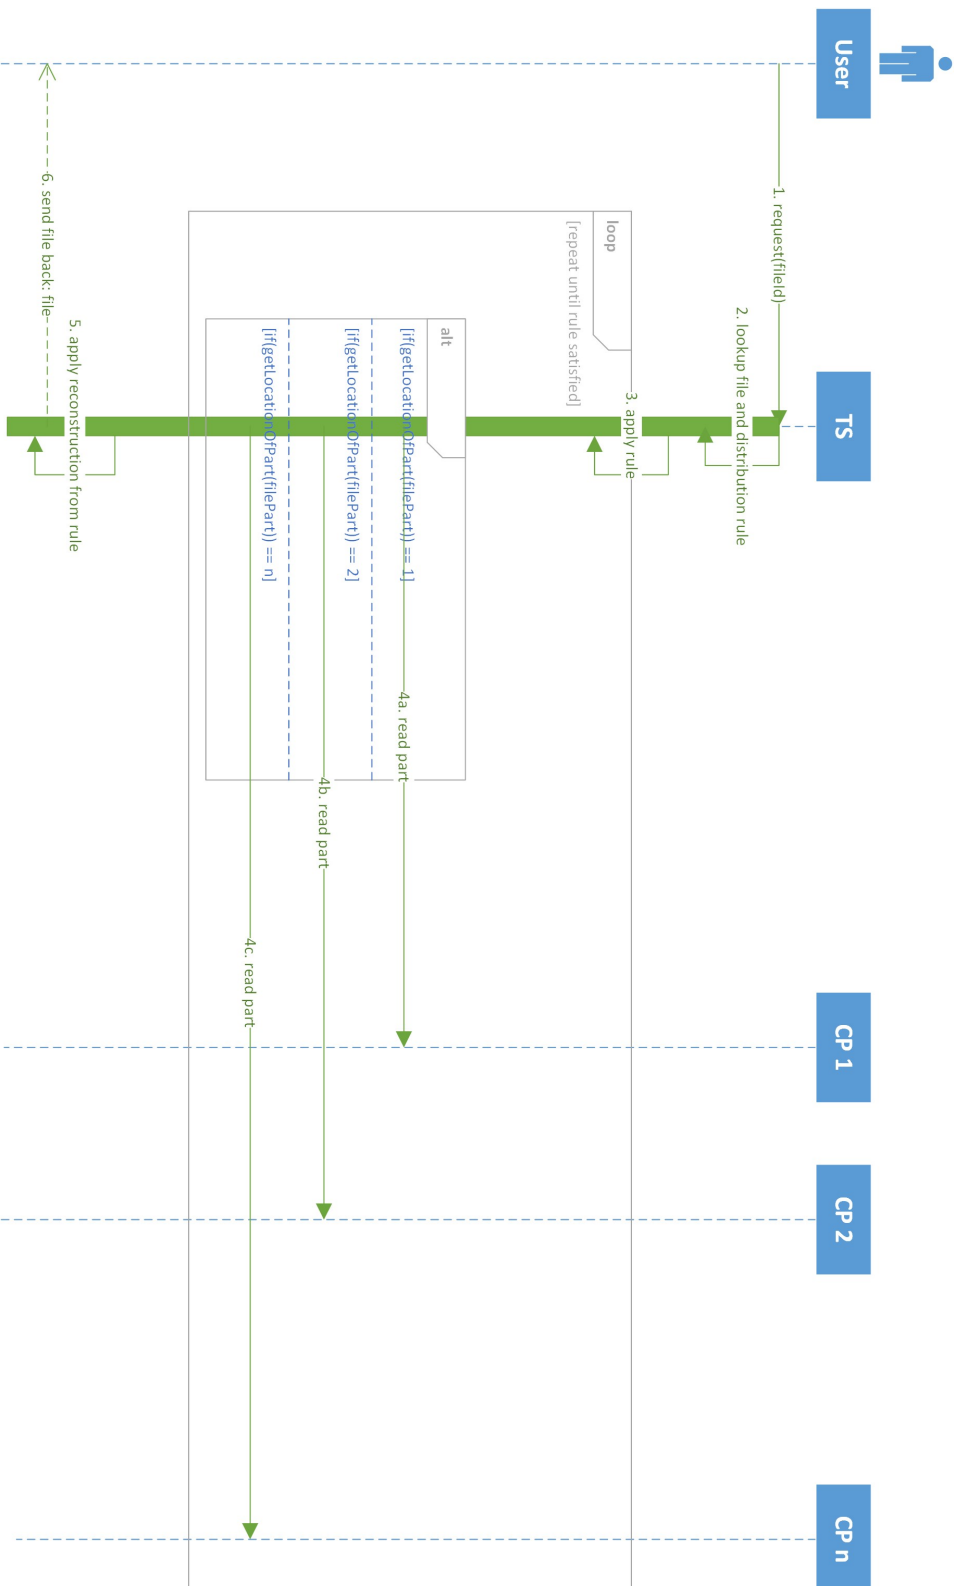 User
TS
CP 1
CP 2
CP n
1. request(fileId)
2. lookup file and distribution rule
3. apply rule
loop
[repeat until rule satisfied]
alt
[if(getLocationOfPart(filePart)) == 1]
4a. read part
[if(getLocationOfPart(filePart)) == 2]
4b. read part
[if(getLocationOfPart(filePart)) == n]
4c. read part
5. apply reconstruction from rule
6. send file back: file